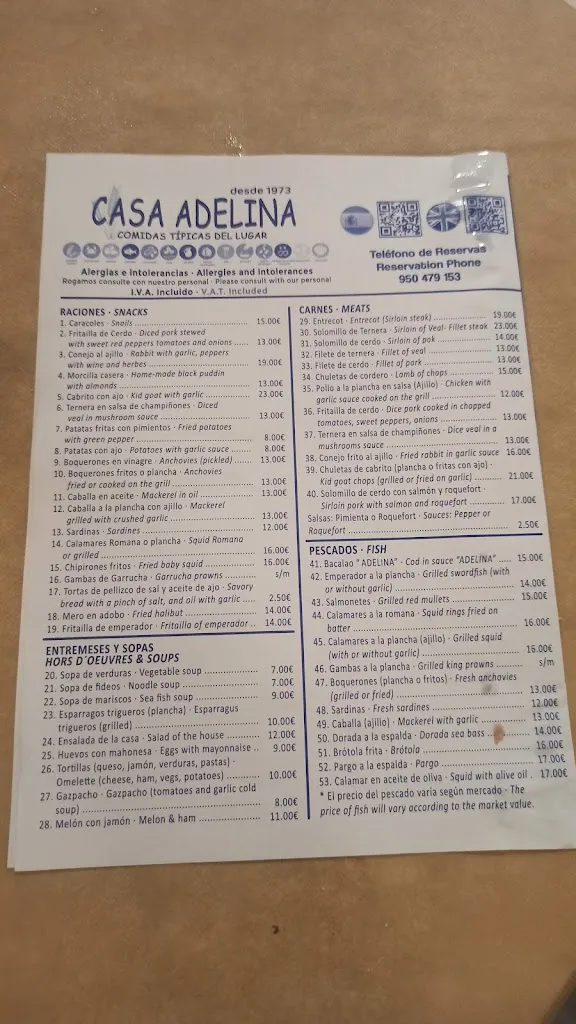 desde 1973
CASA ADELINA
COMIDAS TÍPICAS DEL LUGAR
Alergias e intolerancias · Allergies and intolerances
Rogamos consulte con nuestro personal · Please consult with our personal
I.V.A. Incluido · V.A.T. Included
Teléfono de Reservas
Reservation Phone
950 479 153
RACIONES · SNACKS
1. Caracoles · Snails 15.00€
2. Fritailla de Cerdo · Diced pork stewed
with sweet red peppers tomatoes and onions 13.00€
3. Conejo al ajillo · Rabbit with garlic, peppers
with wine and herbes 19.00€
4. Morcilla casera · Home-made black puddin
with almonds 13.00€
5. Cabrito con ajo · Kid goat with garlic 23.00€
6. Ternera en salsa de champiñones · Diced
veal in mushroom sauce 13.00€
7. Patatas fritas con pimientos · Fried potatoes
with green pepper 8.00€
8. Patatas con ajo · Potatoes with garlic sauce 8.00€
9. Boquerones en vinagre · Anchovies (pickled) 13.00€
10. Boquerones fritos o plancha · Anchovies
fried or cooked on the grill 13.00€
11. Caballa en aceite · Mackerel in oil 13.00€
12. Caballa a la plancha con ajillo · Mackerel
grilled with crushed garlic 13.00€
13. Sardinas · Sardines 12.00€
14. Calamares Romana o plancha · Squid Romana
or grilled 16.00€
15. Chipirones fritos · Fried baby squid 16.00€
16. Gambas de Garrucha · Garrucha prawns s/m
17. Tortas de pellizco de sal y aceite de ajo · Savory
bread with a pinch of salt, and oil with garlic 2.50€
18. Mero en adobo · Fried halibut 14.00€
19. Fritailla de emperador · Fritailla of emperador 14.00€
ENTREMESES Y SOPAS
HORS D´OEUVRES & SOUPS
20. Sopa de verduras · Vegetable soup 7.00€
21. Sopa de fideos · Noodle soup 7.00€
22. Sopa de mariscos · Sea fish soup 9.00€
23. Esparragos trigueros (plancha) · Esparragus
trigueros (grilled) 10.00€
24. Ensalada de la casa · Salad of the house 12.00€
25. Huevos con mahonesa · Eggs with mayonnaise 9.00€
26. Tortillas (queso, jamón, verduras, pastas) ·
Omelette (cheese, ham, vegs, potatoes) 10.00€
27. Gazpacho · Gazpacho (tomatoes and garlic cold
soup) 8.00€
28. Melón con jamón · Melon & ham 11.00€
CARNES · MEATS
29. Entrecot · Entrecot (Sirloin steak) 19.00€
30. Solomillo de Ternera · Sirloin of Veal· Fillet steak 23.00€
31. Solomillo de cerdo · Sirloin of pok 14.00€
32. Filete de ternera · Fillet of veal 13.00€
33. Filete de cerdo · Fillet of pork 13.00€
34. Chuletas de cordero · Lamb of chops 15.00€
35. Pollo a la plancha en salsa (Ajillo) · Chicken with
garlic sauce cooked on the grill 12.00€
36. Fritailla de cerdo · Dice pork cooked in chopped
tomatoes, sweet peppers, onions 13.00€
37. Ternera en salsa de champiñones · Dice veal in a
mushrooms sauce 13.00€
38. Conejo frito al ajillo · Fried rabbit in garlic sauce 16.00€
39. Chuletas de cabrito (plancha o fritas con ajo) ·
Kid goat chops (grilled or fried on garlic) 21.00€
40. Solomillo de cerdo con salmón y roquefort ·
Sirloin pork with salmon and roquefort 17.00€
Salsas: Pimienta o Roquefort · Sauces: Pepper or
Roquefort 2.50€
PESCADOS · FISH
41. Bacalao "ADELINA" · Cod in sauce "ADELINA" 15.00€
42. Emperador a la plancha · Grilled swordfish (with
or without garlic) 14.00€
43. Salmonetes · Grilled red mullets 15.00€
44. Calamares a la romana · Squid rings fried on
batter 16.00€
45. Calamares a la plancha (ajillo) · Grilled squid
(with or without garlic) 16.00€
46. Gambas a la plancha · Grilled king prawns s/m
47. Boquerones (plancha o fritos) · Fresh anchovies
(grilled or fried) 13.00€
48. Sardinas · Fresh sardines 12.00€
49. Caballa (ajillo) · Mackerel with garlic 13.00€
50. Dorada a la espalda · Dorada sea bass 14.00€
51. Brótola frita · Brótola 16.00€
52. Pargo a la espalda · Pargo 17.00€
53. Calamar en aceite de oliva · Squid with olive oil 17.00€
* El precio del pescado varia según mercado · The
price of fish will vary according to the market value.